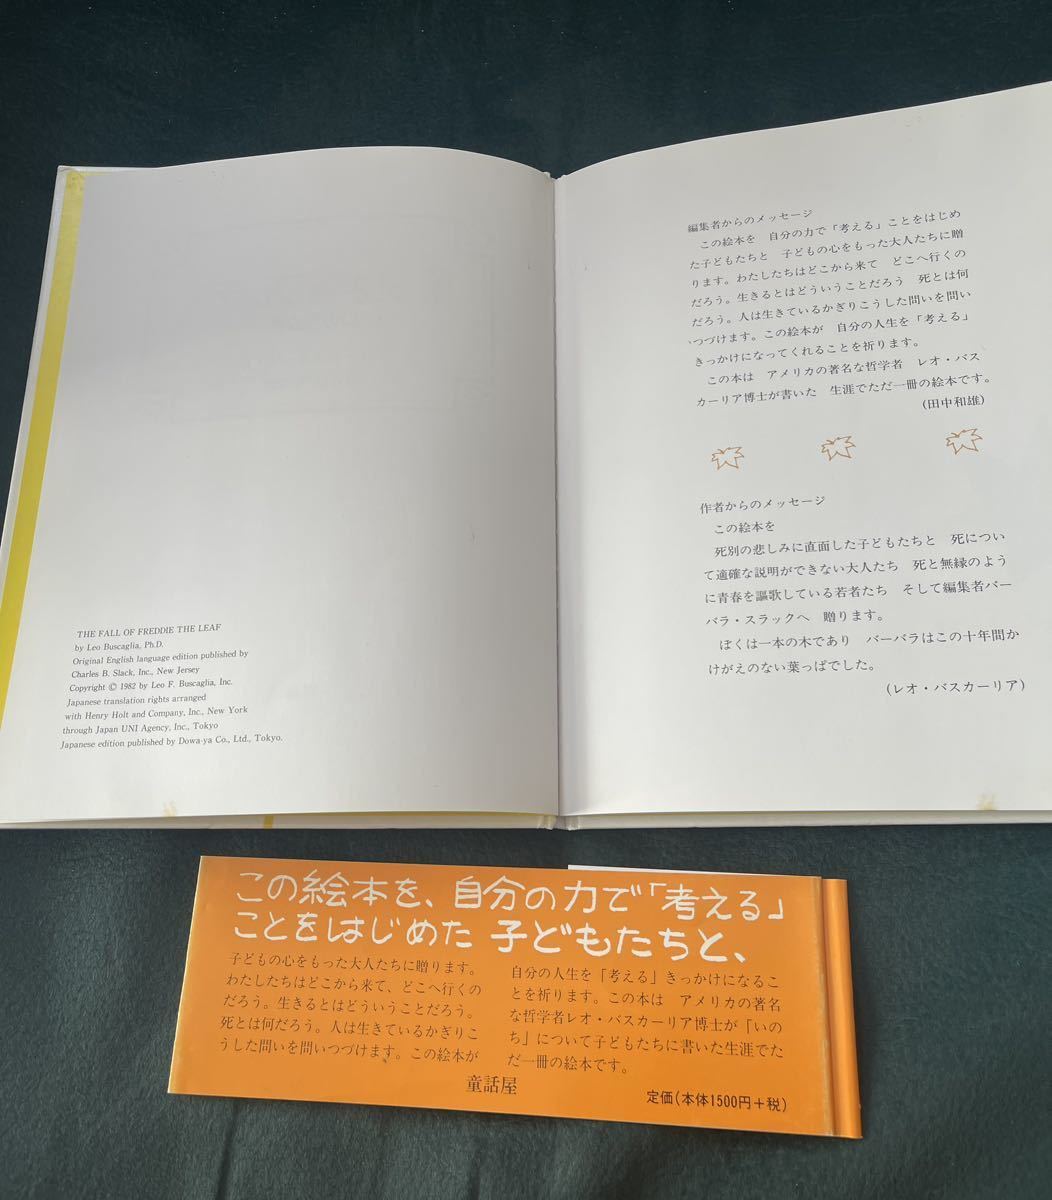 THE FALL OF FREDDIE THE LEAF
by Leo Buscaglia, Ph.D.
Original English language edition published by
Charles B. Slack, Inc., New Jersey
Copyright © 1982 by Leo F. Buscaglia, Inc.
Japanese translation rights arranged
with Henry Holt and Company, Inc., New York
through Japan UNI Agency, Inc., Tokyo
Japanese edition published by Dowa-ya Co., Ltd., Tokyo.
編集者からのメッセージ
この絵本を　自分の力で「考える」ことをはじめ
た子どもたちと　子どもの心をもった大人たちに贈
ります。わたしたちはどこから来て　どこへ行くの
だろう。生きるとはどういうことだろう　死とは何
だろう。人は生きているかぎりこうした問いを問い
つづけます。この絵本が　自分の人生を「考える」
きっかけになってくれることを祈ります。
この本は　アメリカの著名な哲学者　レオ・バス
カーリア博士が書いた　生涯でただ一冊の絵本です。
(田中和雄)
作者からのメッセージ
この絵本を
死別の悲しみに直面した子どもたちと　死につい
て適確な説明ができない大人たち　死と無縁のよう
に青春を謳歌している若者たち　そして編集者バー
バラ・スラックへ　贈ります。
ぼくは一本の木であり　バーバラはこの十年間か
けがえのない葉っぱでした。
(レオ・バスカーリア)
この絵本を、自分の力で「考える」
ことをはじめた 子どもたちと、
子どもの心をもった大人たちに贈ります。
わたしたちはどこから来て、どこへ行くの
だろう。生きるとはどういうことだろう。
死とは何だろう。人は生きているかぎりこ
うした問いを問いつづけます。この絵本が
自分の人生を「考える」きっかけになるこ
とを祈ります。この本は　アメリカの著名
な哲学者レオ・バスカーリア博士が「いの
ち」について子どもたちに書いた生涯でた
だ一冊の絵本です。
童話屋
定価(本体1500円+税)